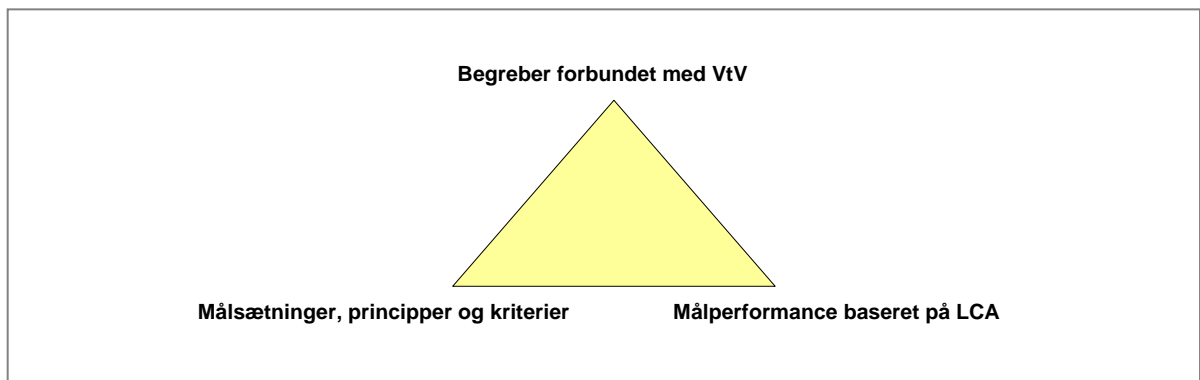 Begreber forbundet med VtV
Målsætninger, principper og kriterier
Målperformance baseret på LCA